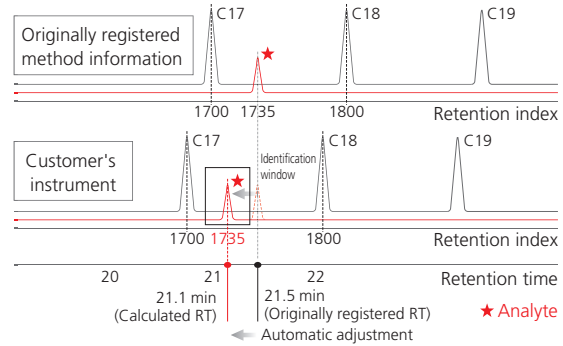 C17
C18
C19
Originally registered
method information
★
1700
1735
1800
Retention index
C17
C18
C19
Customer's
instrument
★
Identification
window
1700
1735
1800
Retention index
20
21
22
Retention time
21.1 min
(Calculated RT)
21.5 min
(Originally registered RT)
★ Analyte
Automatic adjustment